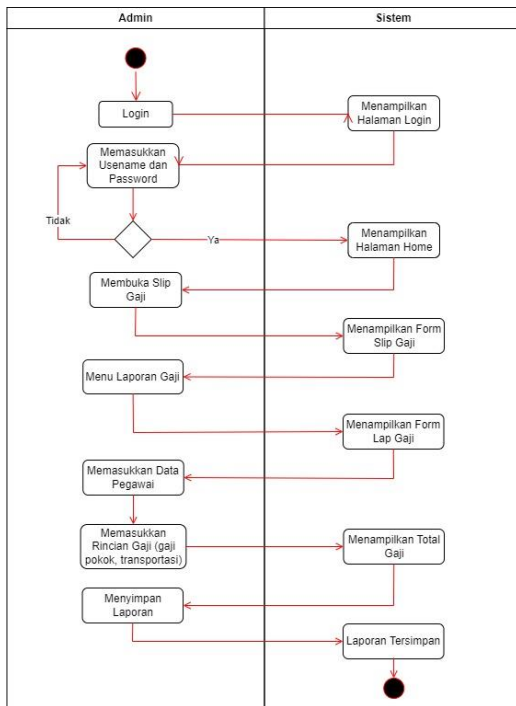 Admin
Sistem
Login
Menampilkan
Halaman Login
Memasukkan
Usename dan
Password
Tidak
Ya
Menampilkan
Halaman Home
Membuka Slip
Gaji
Menampilkan Form
Slip Gaji
Menu Laporan Gaji
Menampilkan Form
Lap Gaji
Memasukkan Data
Pegawai
Memasukkan
Rincian Gaji (gaji
pokok, transportasi)
Menampilkan Total
Gaji
Menyimpan
Laporan
Laporan Tersimpan